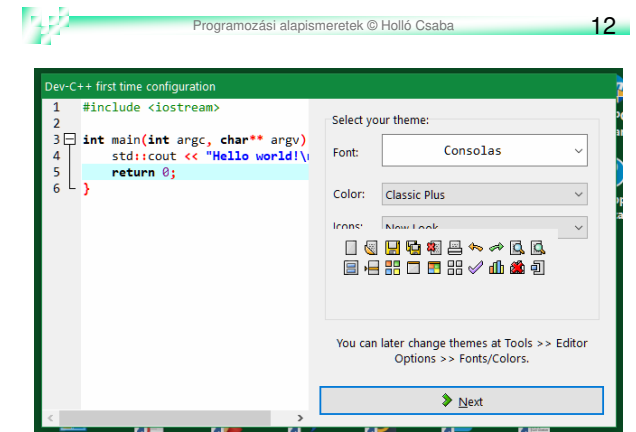 Programozási alapismeretek © Holló Csaba
12
Dev-C++ first time configuration
1 #include <iostream>
2
3 int main(int argc, char** argv)
4 std::cout << "Hello world!\
5 return 0;
6 }
Select your theme:
Font: Consolas
Color: Classic Plus
Icons: New Look
You can later change themes at Tools >> Editor
Options >> Fonts/Colors.
Next